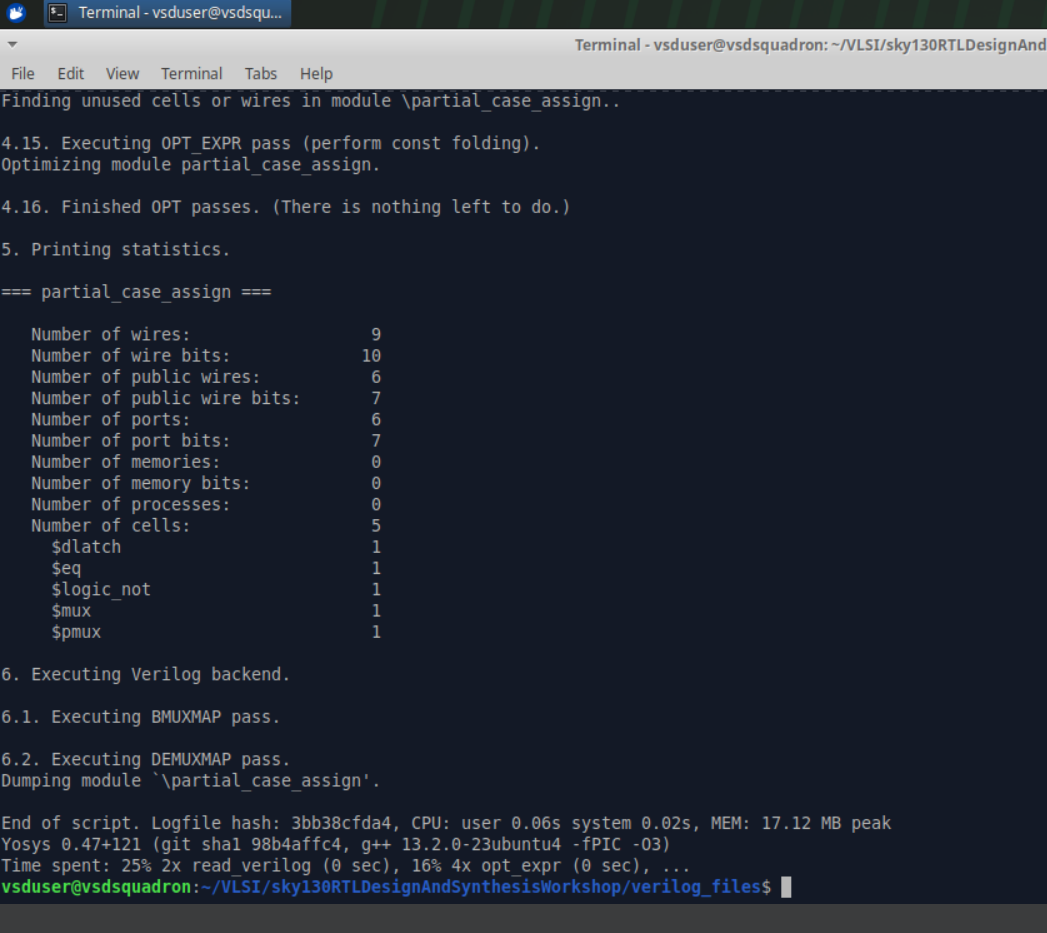 Terminal - vsduser@vsdsqu...
Terminal - vsduser@vsdsquadron: ~/VLSI/sky130RTLDesignAnd
File Edit View Terminal Tabs Help
Finding unused cells or wires in module \partial_case_assign..
4.15. Executing OPT_EXPR pass (perform const folding).
Optimizing module partial_case_assign.
4.16. Finished OPT passes. (There is nothing left to do.)
5. Printing statistics.
=== partial_case_assign ===
Number of wires: 9
Number of wire bits: 10
Number of public wires: 6
Number of public wire bits: 7
Number of ports: 6
Number of port bits: 7
Number of memories: 0
Number of memory bits: 0
Number of processes: 0
Number of cells: 5
$dlatch 1
$eq 1
$logic_not 1
$mux 1
$pmux 1
6. Executing Verilog backend.
6.1. Executing BMUXMAP pass.
6.2. Executing DEMUXMAP pass.
Dumping module `\partial_case_assign'.
End of script. Logfile hash: 3bb38cfda4, CPU: user 0.06s system 0.02s, MEM: 17.12 MB peak
Yosys 0.47+121 (git sha1 98b4affc4, g++ 13.2.0-23ubuntu4 -fPIC -O3)
Time spent: 25% 2x read_verilog (0 sec), 16% 4x opt_expr (0 sec), ...
vsduser@vsdsquadron:~/VLSI/sky130RTLDesignAndSynthesisWorkshop/verilog_files$